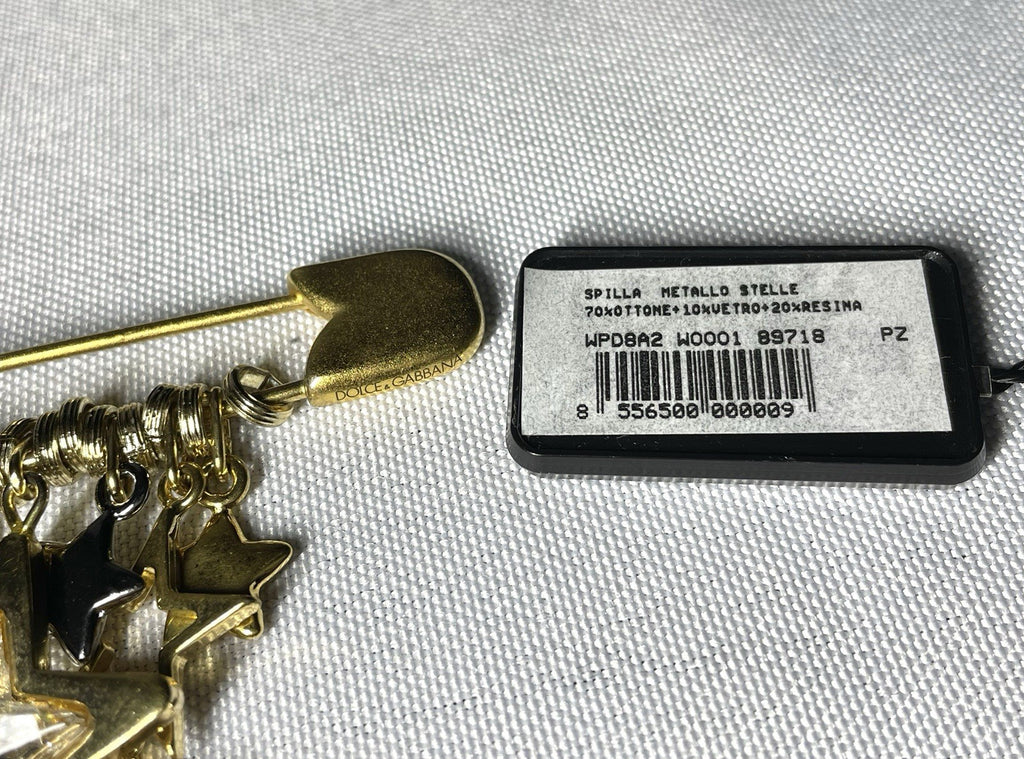 DOLCE&GABBANA
SPILLA METALLO STELLE
70%OTTONE+10%VETRO+20%RESINA
WPD8A2 W0001 89718 PZ
8 556500 000009